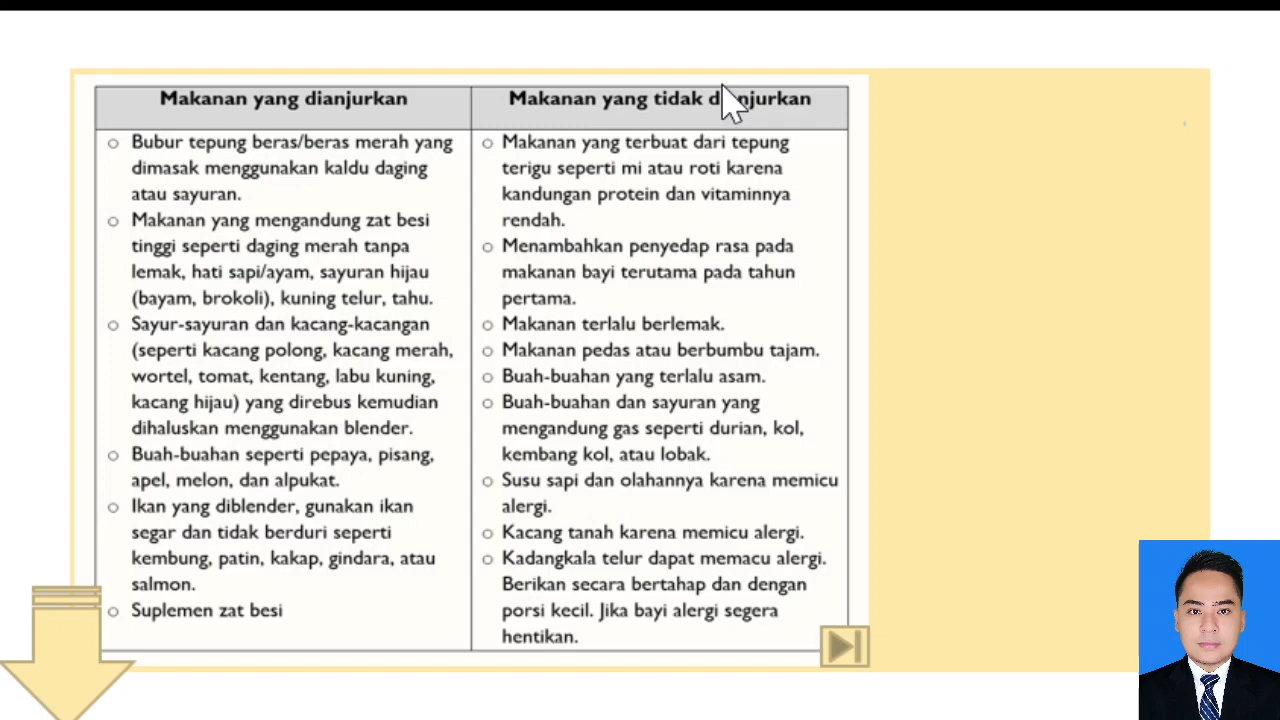 Makanan yang dianjurkan
Bubur tepung beras/beras merah yang
dimasak menggunakan kaldu daging
atau sayuran.
Makanan yang mengandung zat besi
tinggi seperti daging merah tanpa
lemak, hati sapi/ayam, sayuran hijau
(bayam, brokoli), kuning telur, tahu.
Sayur-sayuran dan kacang-kacangan
(seperti kacang polong, kacang merah,
wortel, tomat, kentang, labu kuning,
kacang hijau) yang direbus kemudian
dihaluskan menggunakan blender.
Buah-buahan seperti pepaya, pisang,
apel, melon, dan alpukat.
Ikan yang diblender, gunakan ikan
segar dan tidak berduri seperti
kembung, patin, kakap, gindara, atau
salmon.
Suplemen zat besi
Makanan yang tidak dianjurkan
Makanan yang terbuat dari tepung
terigu seperti mi atau roti karena
kandungan protein dan vitaminnya
rendah.
Menambahkan penyedap rasa pada
makanan bayi terutama pada tahun
pertama.
Makanan terlalu berlemak.
Makanan pedas atau berbumbu tajam.
Buah-buahan yang terlalu asam.
Buah-buahan dan sayuran yang
mengandung gas seperti durian, kol,
kembang kol, atau lobak.
Susu sapi dan olahannya karena memicu
alergi.
Kacang tanah karena memicu alergi.
Kadangkala telur dapat memacu alergi.
Berikan secara bertahap dan dengan
porsi kecil. Jika bayi alergi segera
hentikan.